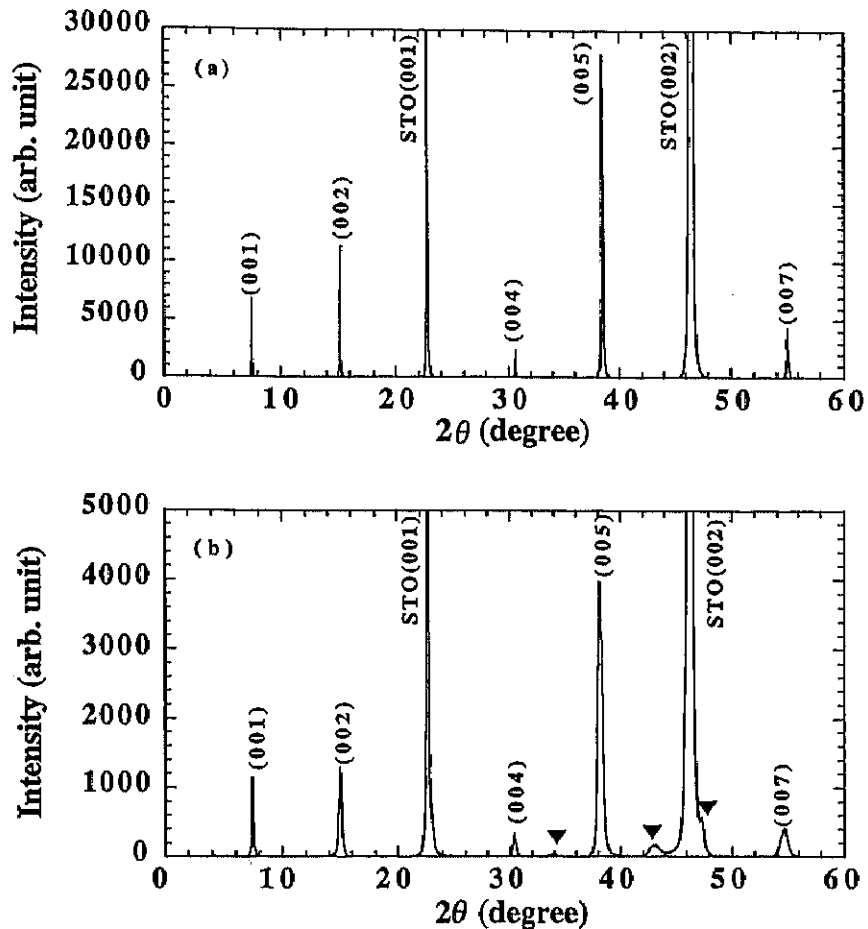 30000
25000
20000
15000
10000
5000
0
Intensity (arb. unit)
(a)
(001)
(002)
STO(001)
(004)
(005)
STO(002)
(007)
0 10 20 30 40 50 60
2θ (degree)
5000
4000
3000
2000
1000
0
Intensity (arb. unit)
(b)
(001)
(002)
STO(001)
(004)
(005)
STO(002)
(007)
0 10 20 30 40 50 60
2θ (degree)